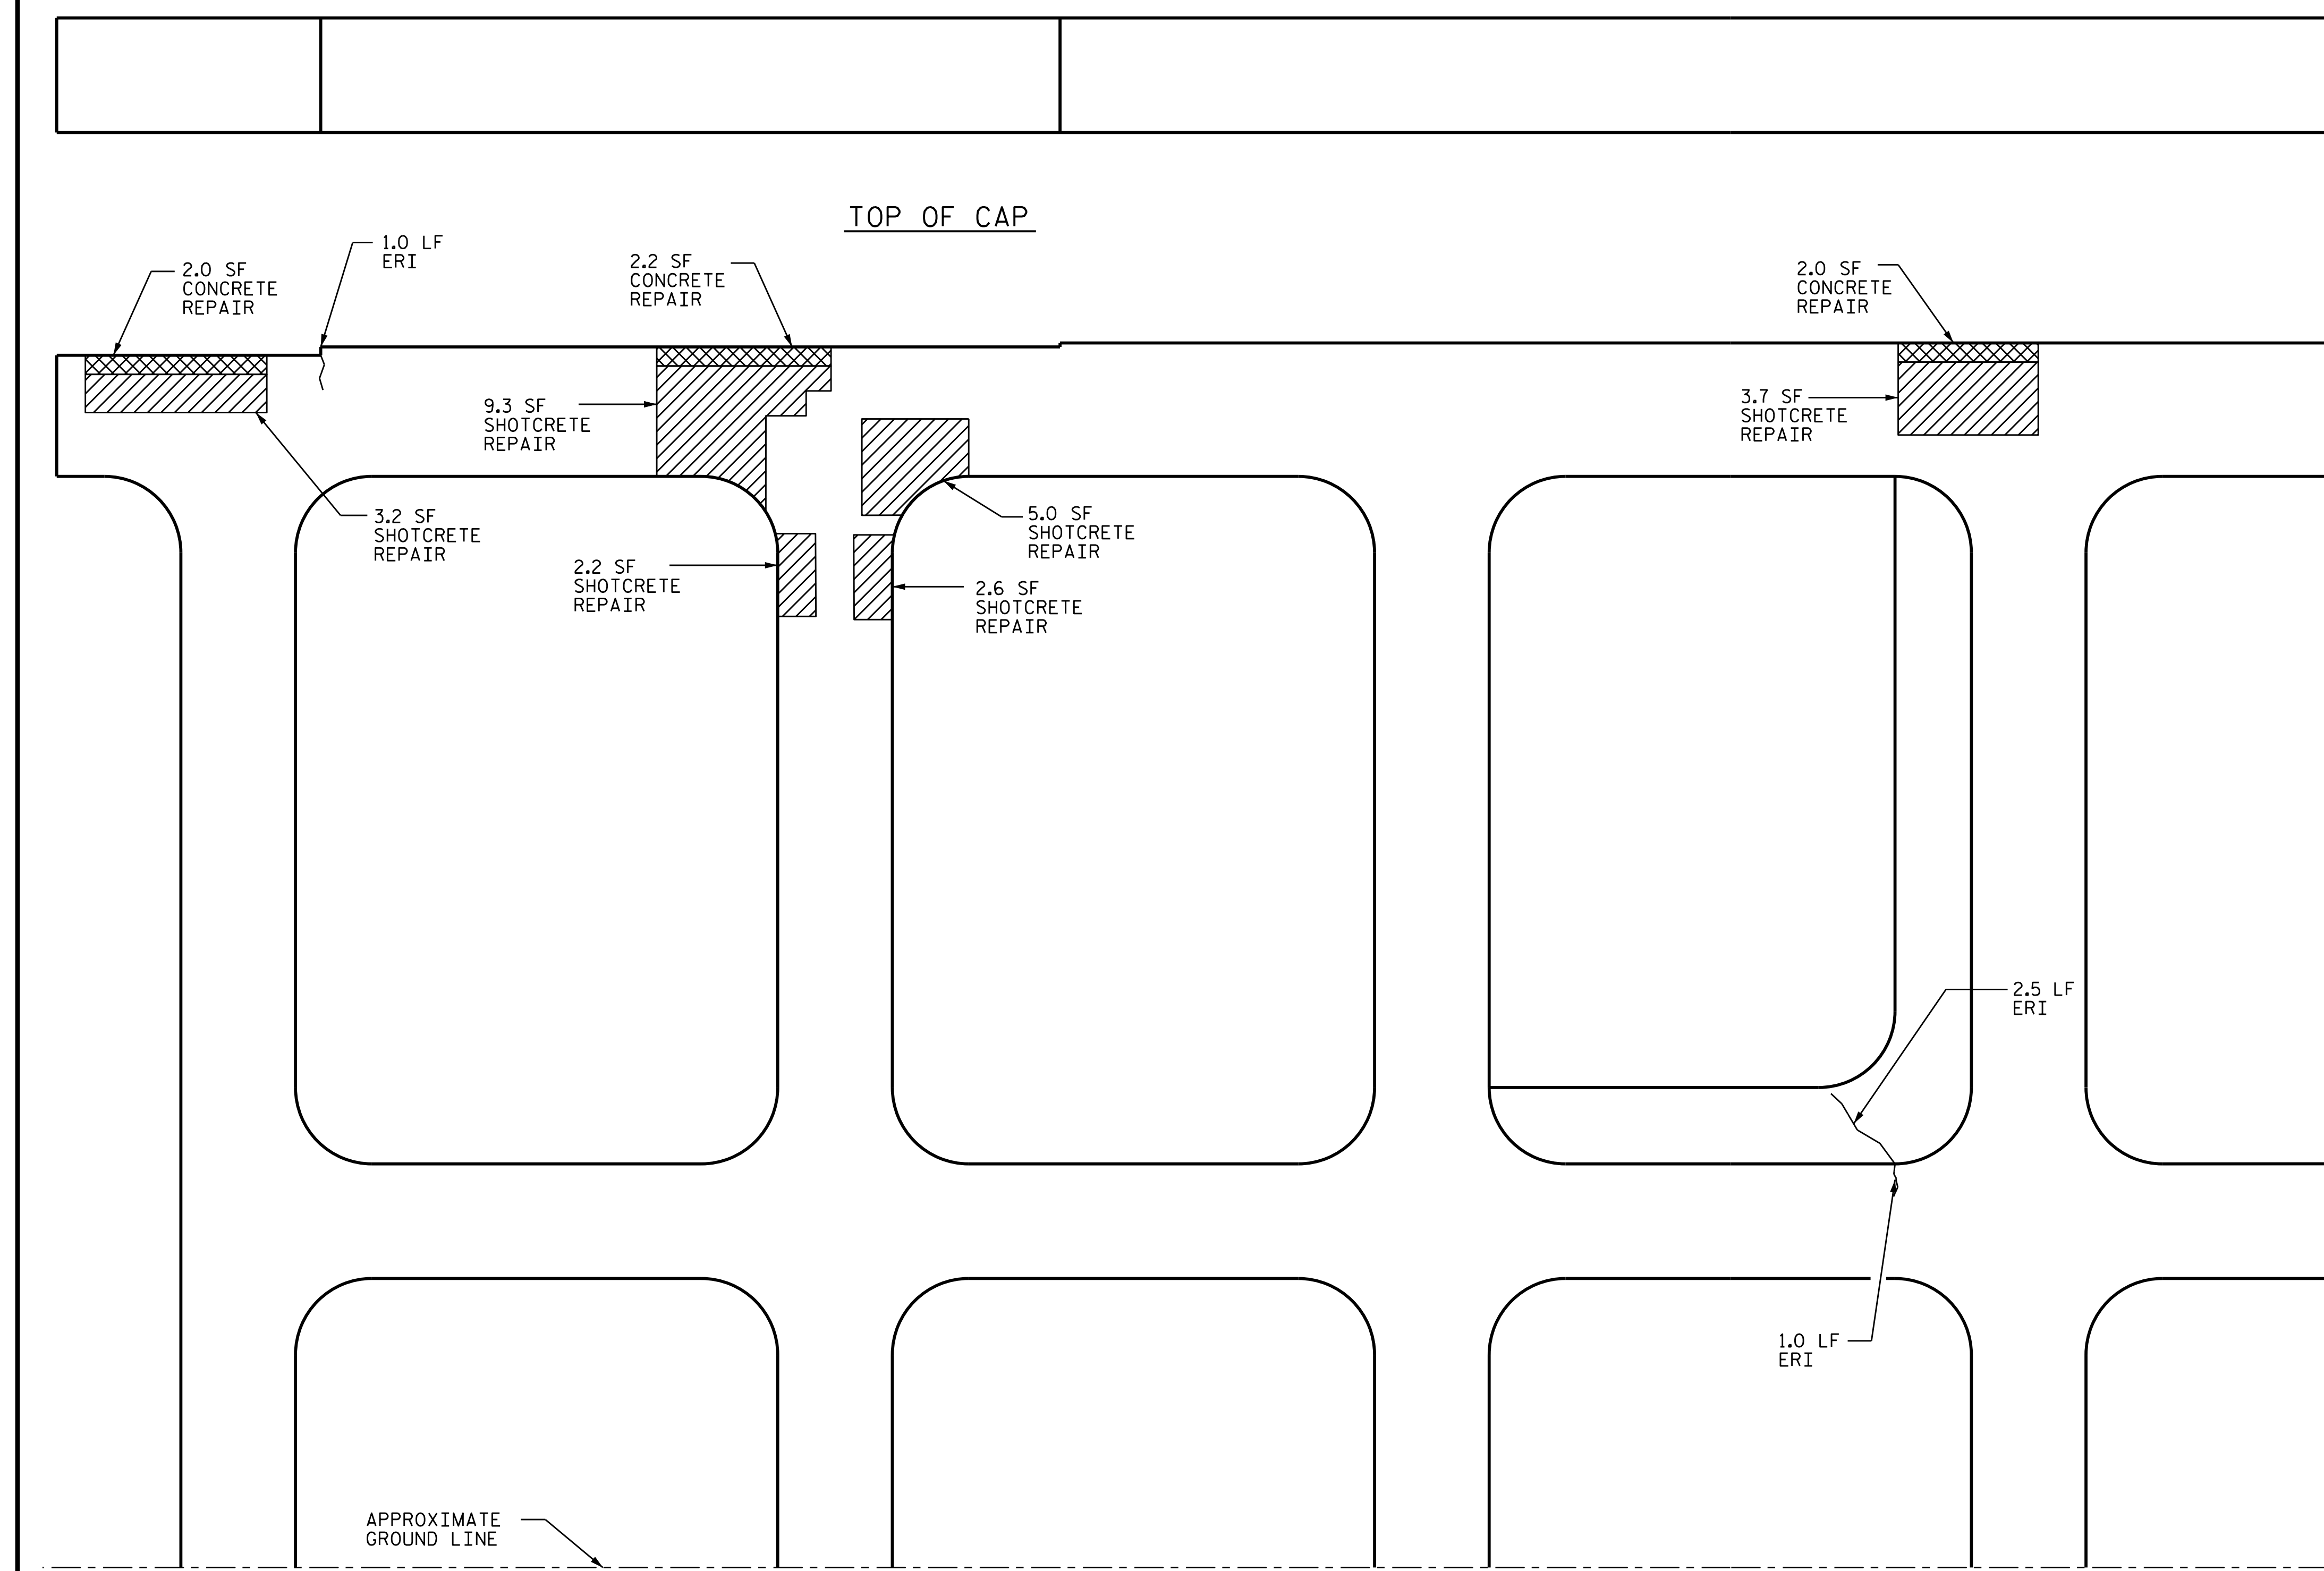 TOP OF CAP
2.0 SF
CONCRETE
REPAIR
1.0 LF
ERI
2.2 SF
CONCRETE
REPAIR
2.0 SF
CONCRETE
REPAIR
9.3 SF
SHOTCRETE
REPAIR
3.7 SF
SHOTCRETE
REPAIR
3.2 SF
SHOTCRETE
REPAIR
5.0 SF
SHOTCRETE
REPAIR
2.2 SF
SHOTCRETE
REPAIR
2.6 SF
SHOTCRETE
REPAIR
2.5 LF
ERI
1.0 LF
ERI
APPROXIMATE
GROUND LINE